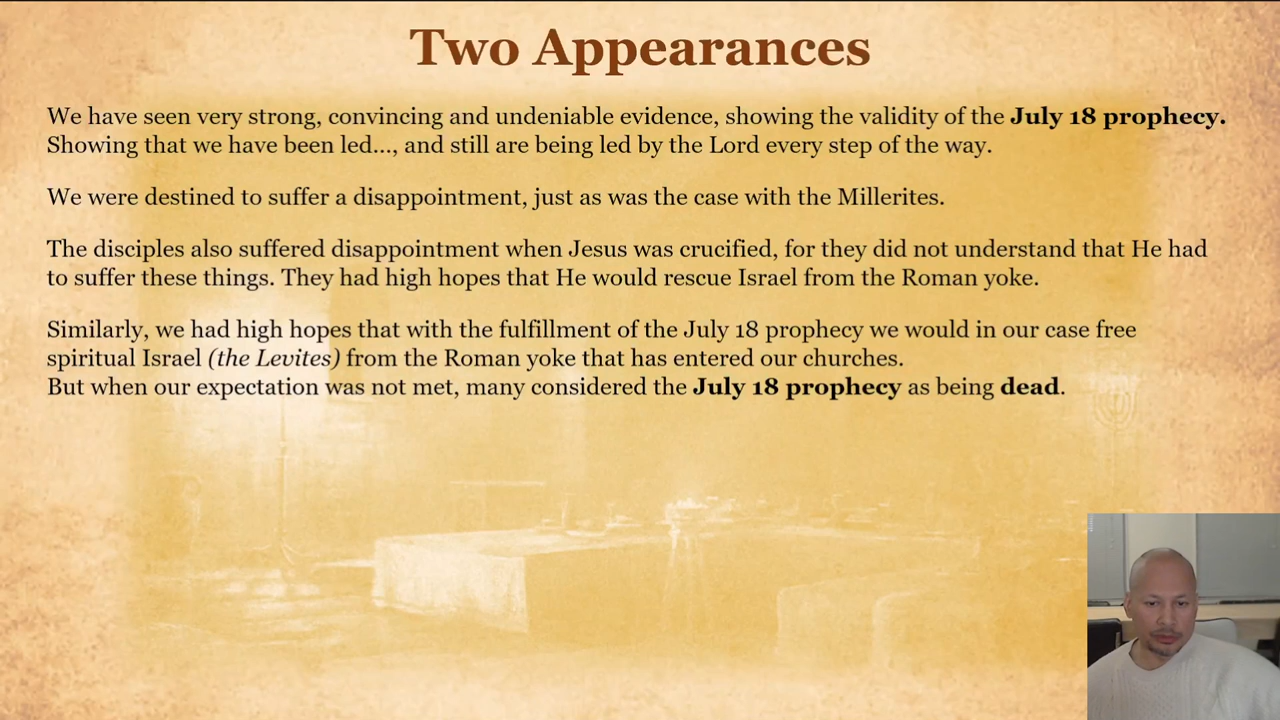 Two Appearances
We have seen very strong, convincing and undeniable evidence, showing the validity of the July 18 prophecy.
Showing that we have been led..., and still are being led by the Lord every step of the way.
We were destined to suffer a disappointment, just as was the case with the Millerites.
The disciples also suffered disappointment when Jesus was crucified, for they did not understand that He had
to suffer these things. They had high hopes that He would rescue Israel from the Roman yoke.
Similarly, we had high hopes that with the fulfillment of the July 18 prophecy we would in our case free
spiritual Israel (the Levites) from the Roman yoke that has entered our churches.
But when our expectation was not met, many considered the July 18 prophecy as being dead.